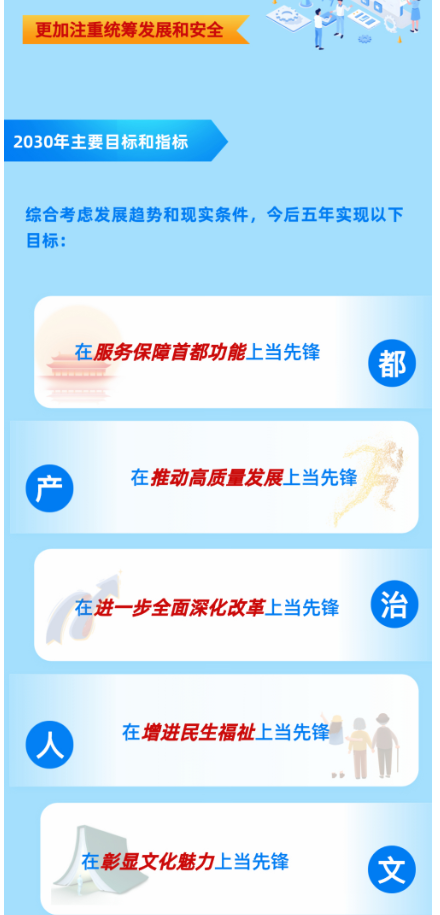 更加注重统筹发展和安全
2030年主要目标和指标
综合考虑发展趋势和现实条件，今后五年实现以下
目标：
在服务保障首都功能上当先锋
都
产
在推动高质量发展上当先锋
在进一步全面深化改革上当先锋
治
人
在增进民生福祉上当先锋
在彰显文化魅力上当先锋
文